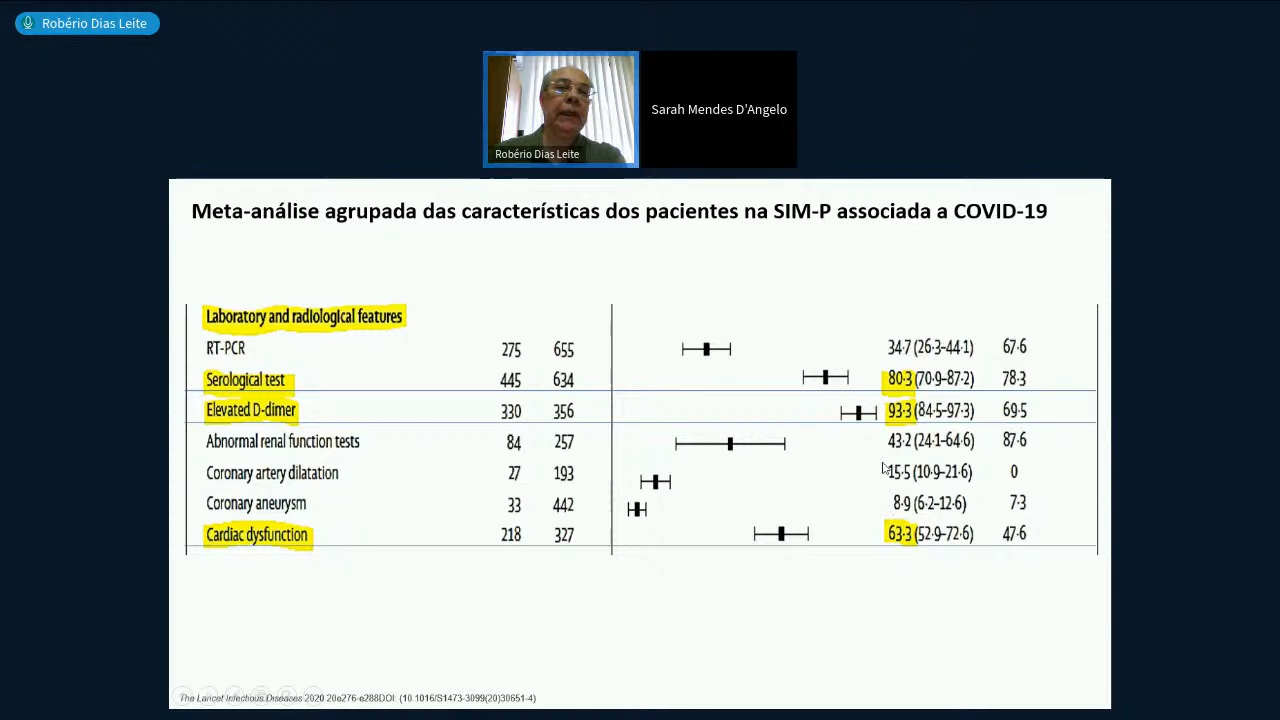 Robério Dias Leite
Robério Dias Leite
Sarah Mendes D'Angelo
Meta-análise agrupada das características dos pacientes na SIM-P associada a COVID-19
Laboratory and radiological features
RT-PCR 275 655 34·7 (26·3–44·1) 67·6
Serological test 445 634 80·3 (70·9–87·2) 78·3
Elevated D-dimer 330 356 93·3 (84·5–97·3) 69·5
Abnormal renal function tests 84 257 43·2 (24·1–64·6) 87·6
Coronary artery dilatation 27 193 15·5 (10·9–21·6) 0
Coronary aneurysm 33 442 8·9 (6·2–12·6) 7·3
Cardiac dysfunction 218 327 63·3 (52·9–72·6) 47·6
The Lancet Infectious Diseases 2020 20e276-e288DOI: (10.1016/S1473-3099(20)30651-4)